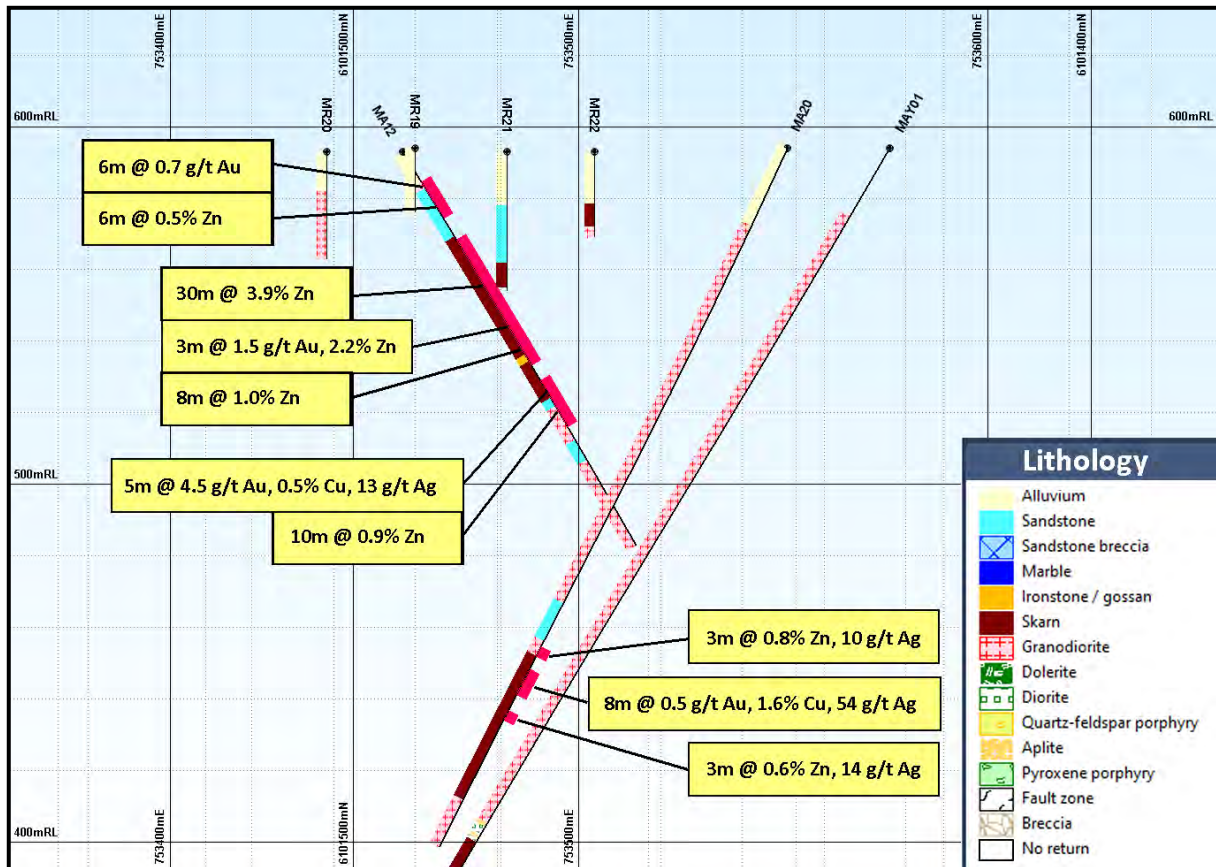 753400mE
6101500mN
753500mE
753600mE
6101400mN
600mRL
600mRL
MR20
MA12
MR19
MR21
MR22
MA20
MAY01
6m @ 0.7 g/t Au
6m @ 0.5% Zn
30m @  3.9% Zn
3m @ 1.5 g/t Au, 2.2% Zn
8m @ 1.0% Zn
500mRL
5m @ 4.5 g/t Au, 0.5% Cu, 13 g/t Ag
10m @ 0.9% Zn
3m @ 0.8% Zn, 10 g/t Ag
8m @ 0.5 g/t Au, 1.6% Cu, 54 g/t Ag
3m @ 0.6% Zn, 14 g/t Ag
400mRL
753400mE
6101500mN
753500mE
Lithology
Alluvium
Sandstone
Sandstone breccia
Marble
Ironstone / gossan
Skarn
Granodiorite
Dolerite
Diorite
Quartz-feldspar porphyry
Aplite
Pyroxene porphyry
Fault zone
Breccia
No return